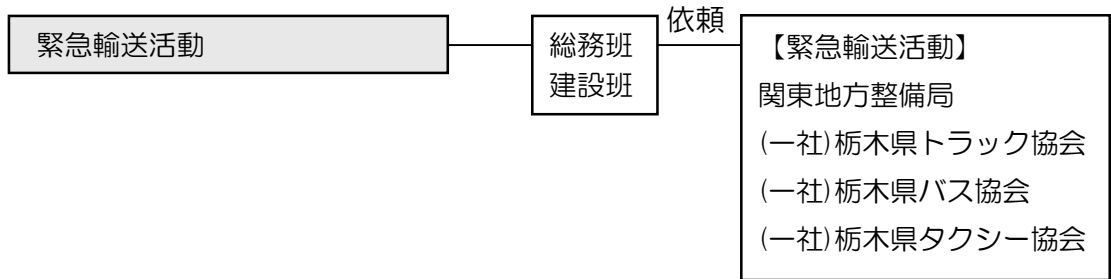 緊急輸送活動
総務班
建設班
依頼
【緊急輸送活動】
関東地方整備局
(一社)栃木県トラック協会
(一社)栃木県バス協会
(一社)栃木県タクシー協会